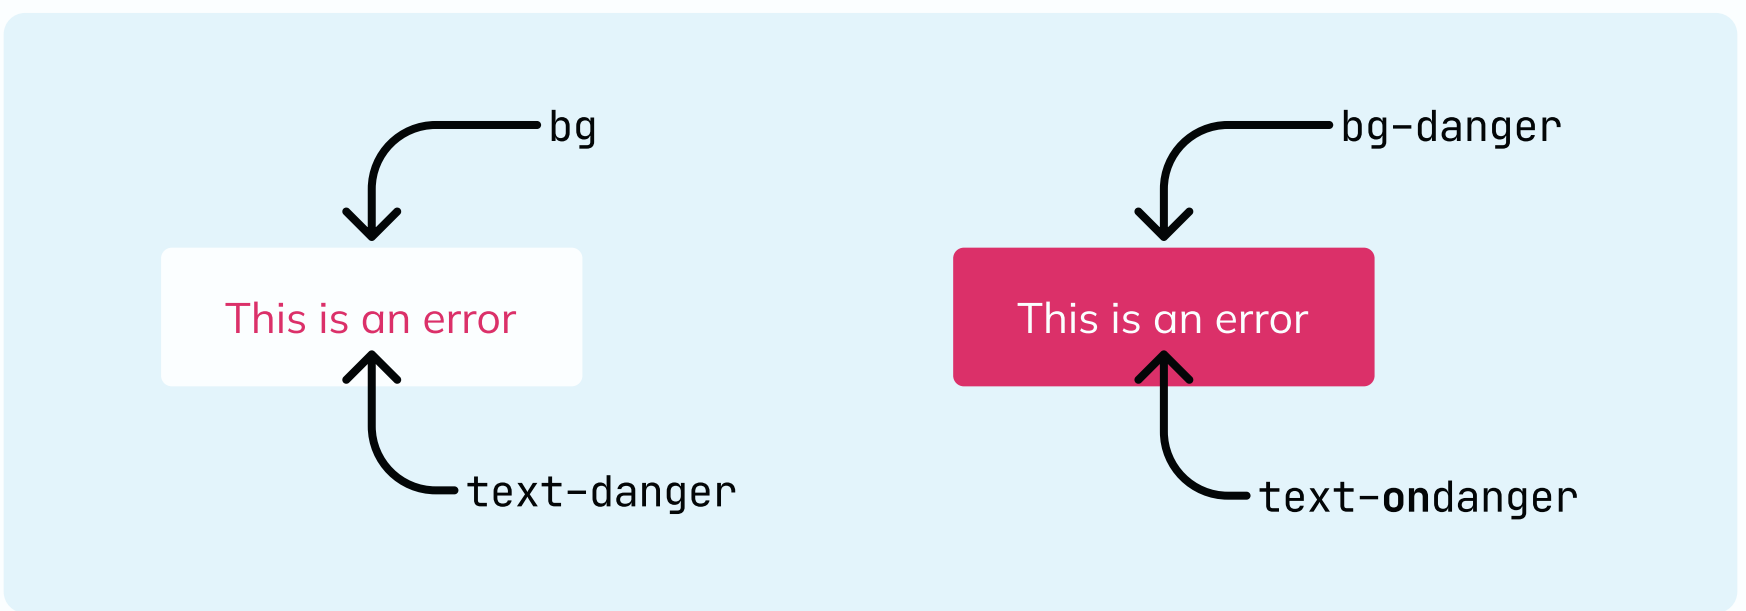 bg
This is an error
text-danger
bg-danger
This is an error
text-ondanger